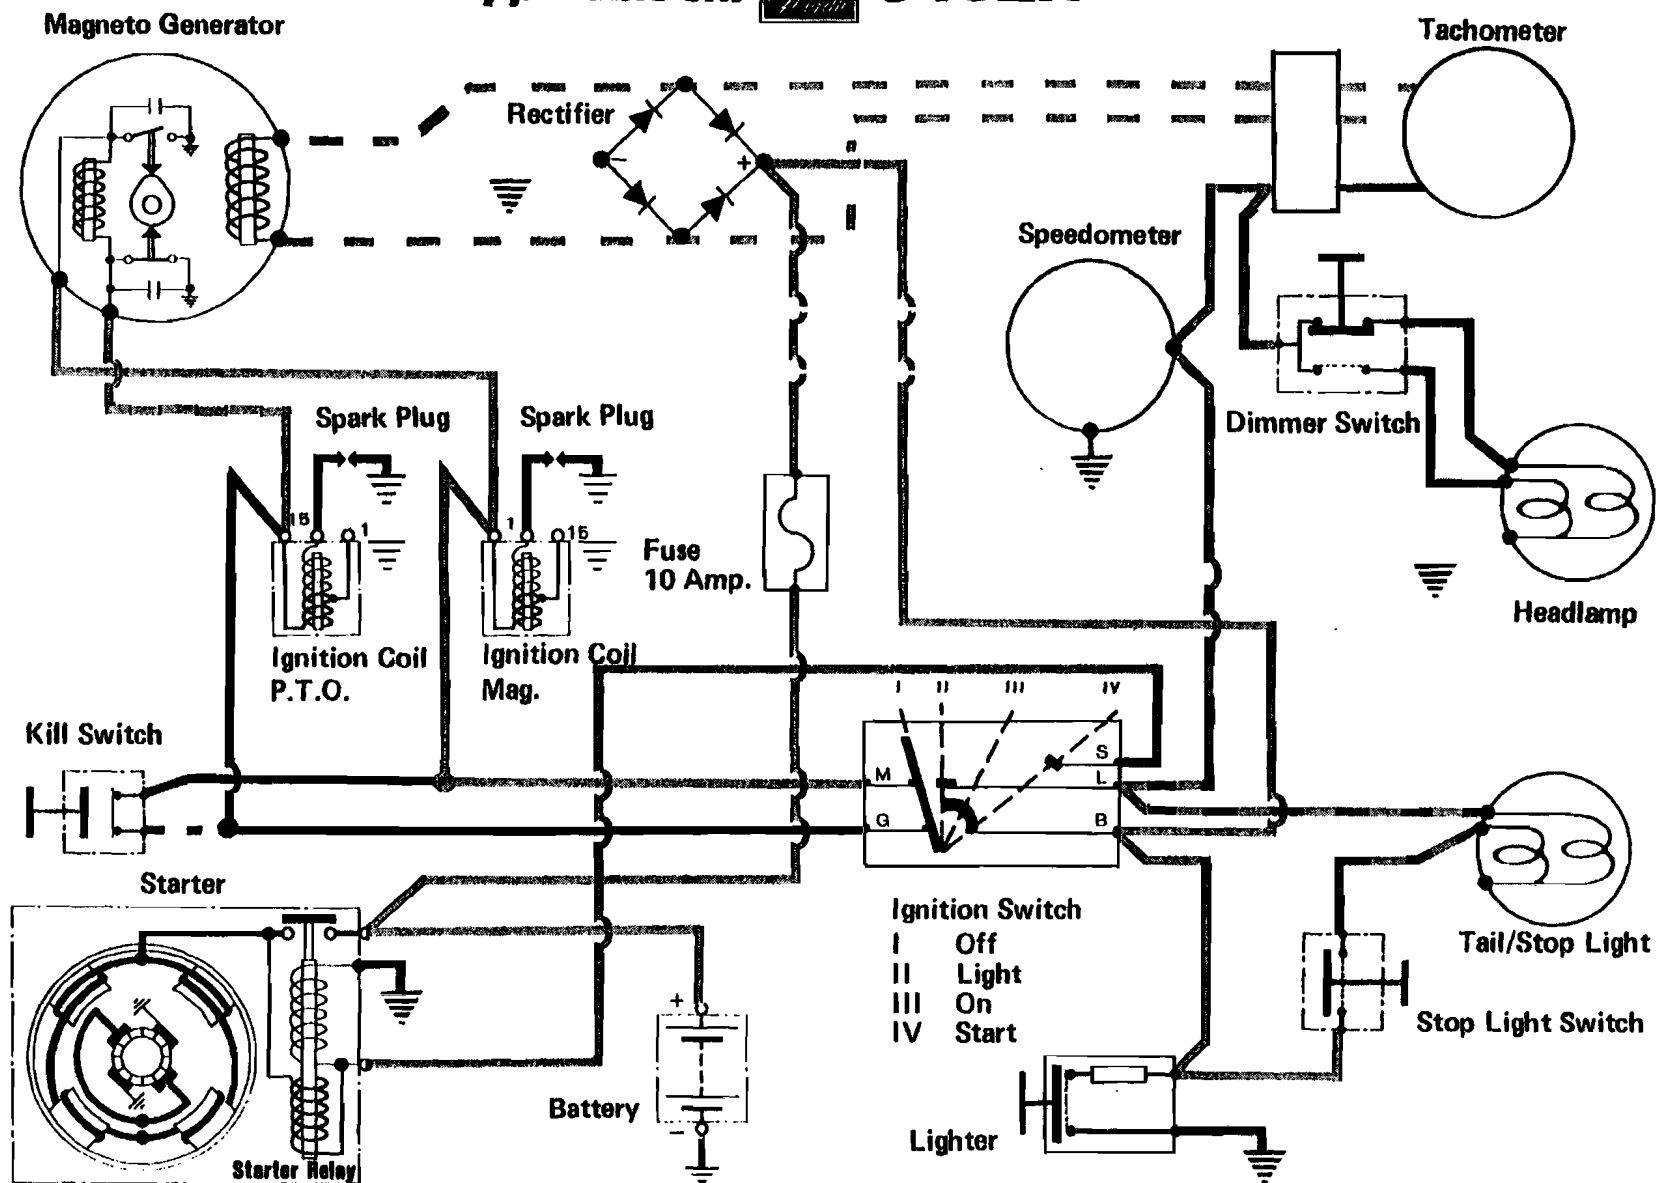 Magneto Generator
Tachometer
Rectifier
−
+
Speedometer
Dimmer Switch
Spark Plug
Spark Plug
15
1
1
15
Fuse
10 Amp.
Headlamp
Ignition Coil
P.T.O.
Ignition Coil
Mag.
I II III IV
Kill Switch
S
M
L
G
B
Starter
Ignition Switch
I Off
II Light
III On
IV Start
Tail/Stop Light
Stop Light Switch
+
−
Battery
Lighter
Starter Relay